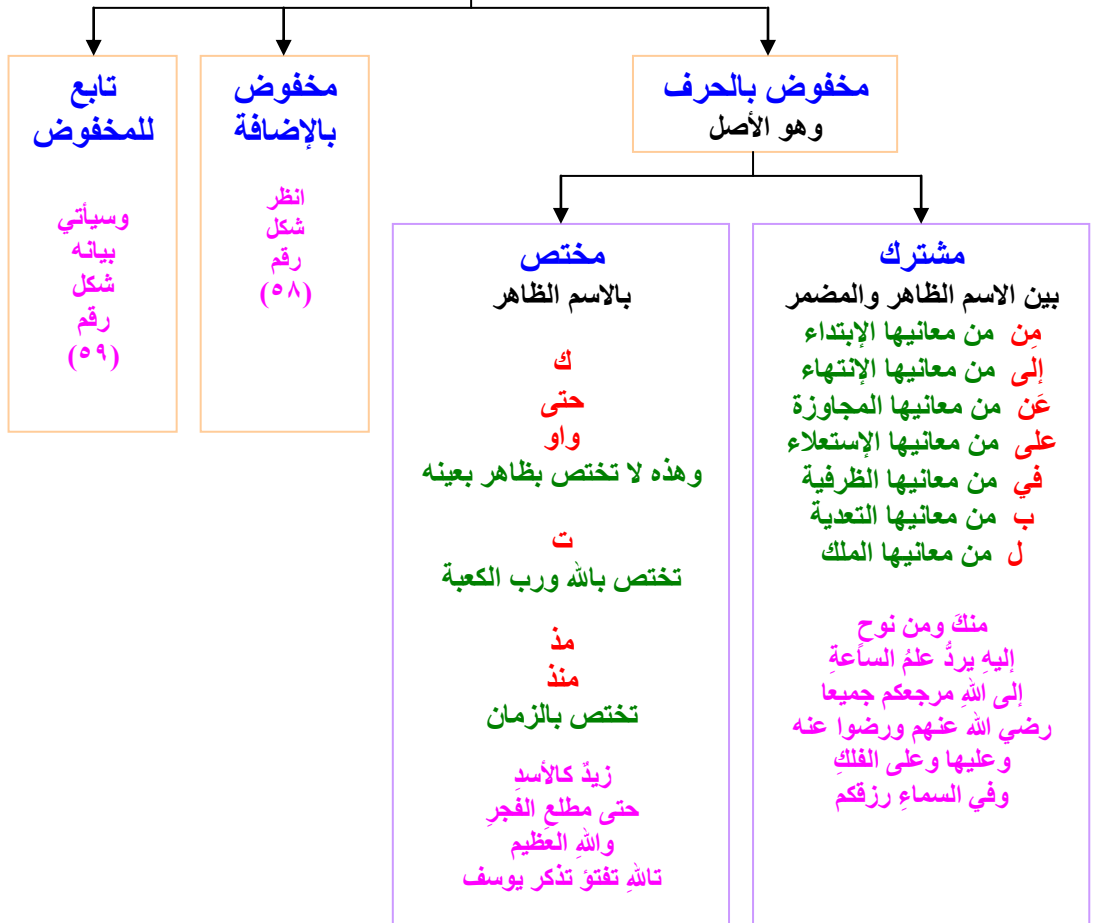 مخفوض بالحرف
وهو الأصل
مخفوض
بالإضافة
انظر
شكل
رقم
(٥٨)
تابع
للمخفوض
وسيأتي
بيانه
شكل
رقم
(٥٩)
مشترك
بين الاسم الظاهر والمضمر
مِن من معانيها الإبتداء
إلى من معانيها الإنتهاء
عَن من معانيها المجاوزة
على من معانيها الإستعلاء
في من معانيها الظرفية
ب من معانيها التعدية
ل من معانيها الملك
منكَ ومن نوحٍ
إليهِ يردُّ علمُ الساعةِ
إلى اللهِ مرجعكم جميعًا
رضي الله عنهم ورضوا عنه
وعليها وعلى الفلكِ
وفي السماءِ رزقكم
مختص
بالاسم الظاهر
ك
حتى
واو
وهذه لا تختص بظاهر بعينه
ت
تختص بالله ورب الكعبة
مذ
منذ
تختص بالزمان
زيدٌ كالأسدِ
حتى مطلعِ الفجرِ
واللهِ العظيم
تاللهِ تفتؤ تذكر يوسف